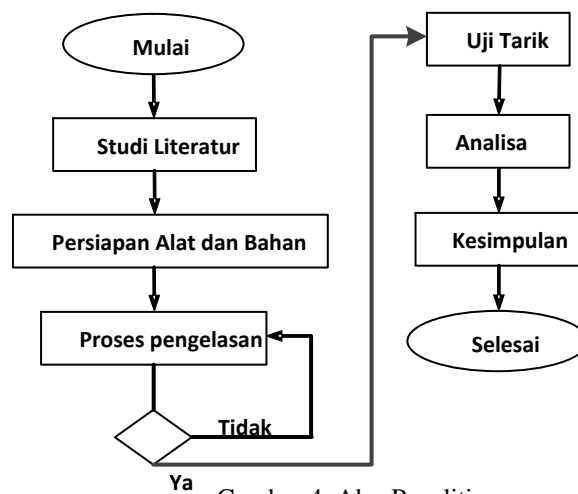 Mulai
Studi Literatur
Persiapan Alat dan Bahan
Proses pengelasan
Tidak
Ya
Uji Tarik
Analisa
Kesimpulan
Selesai